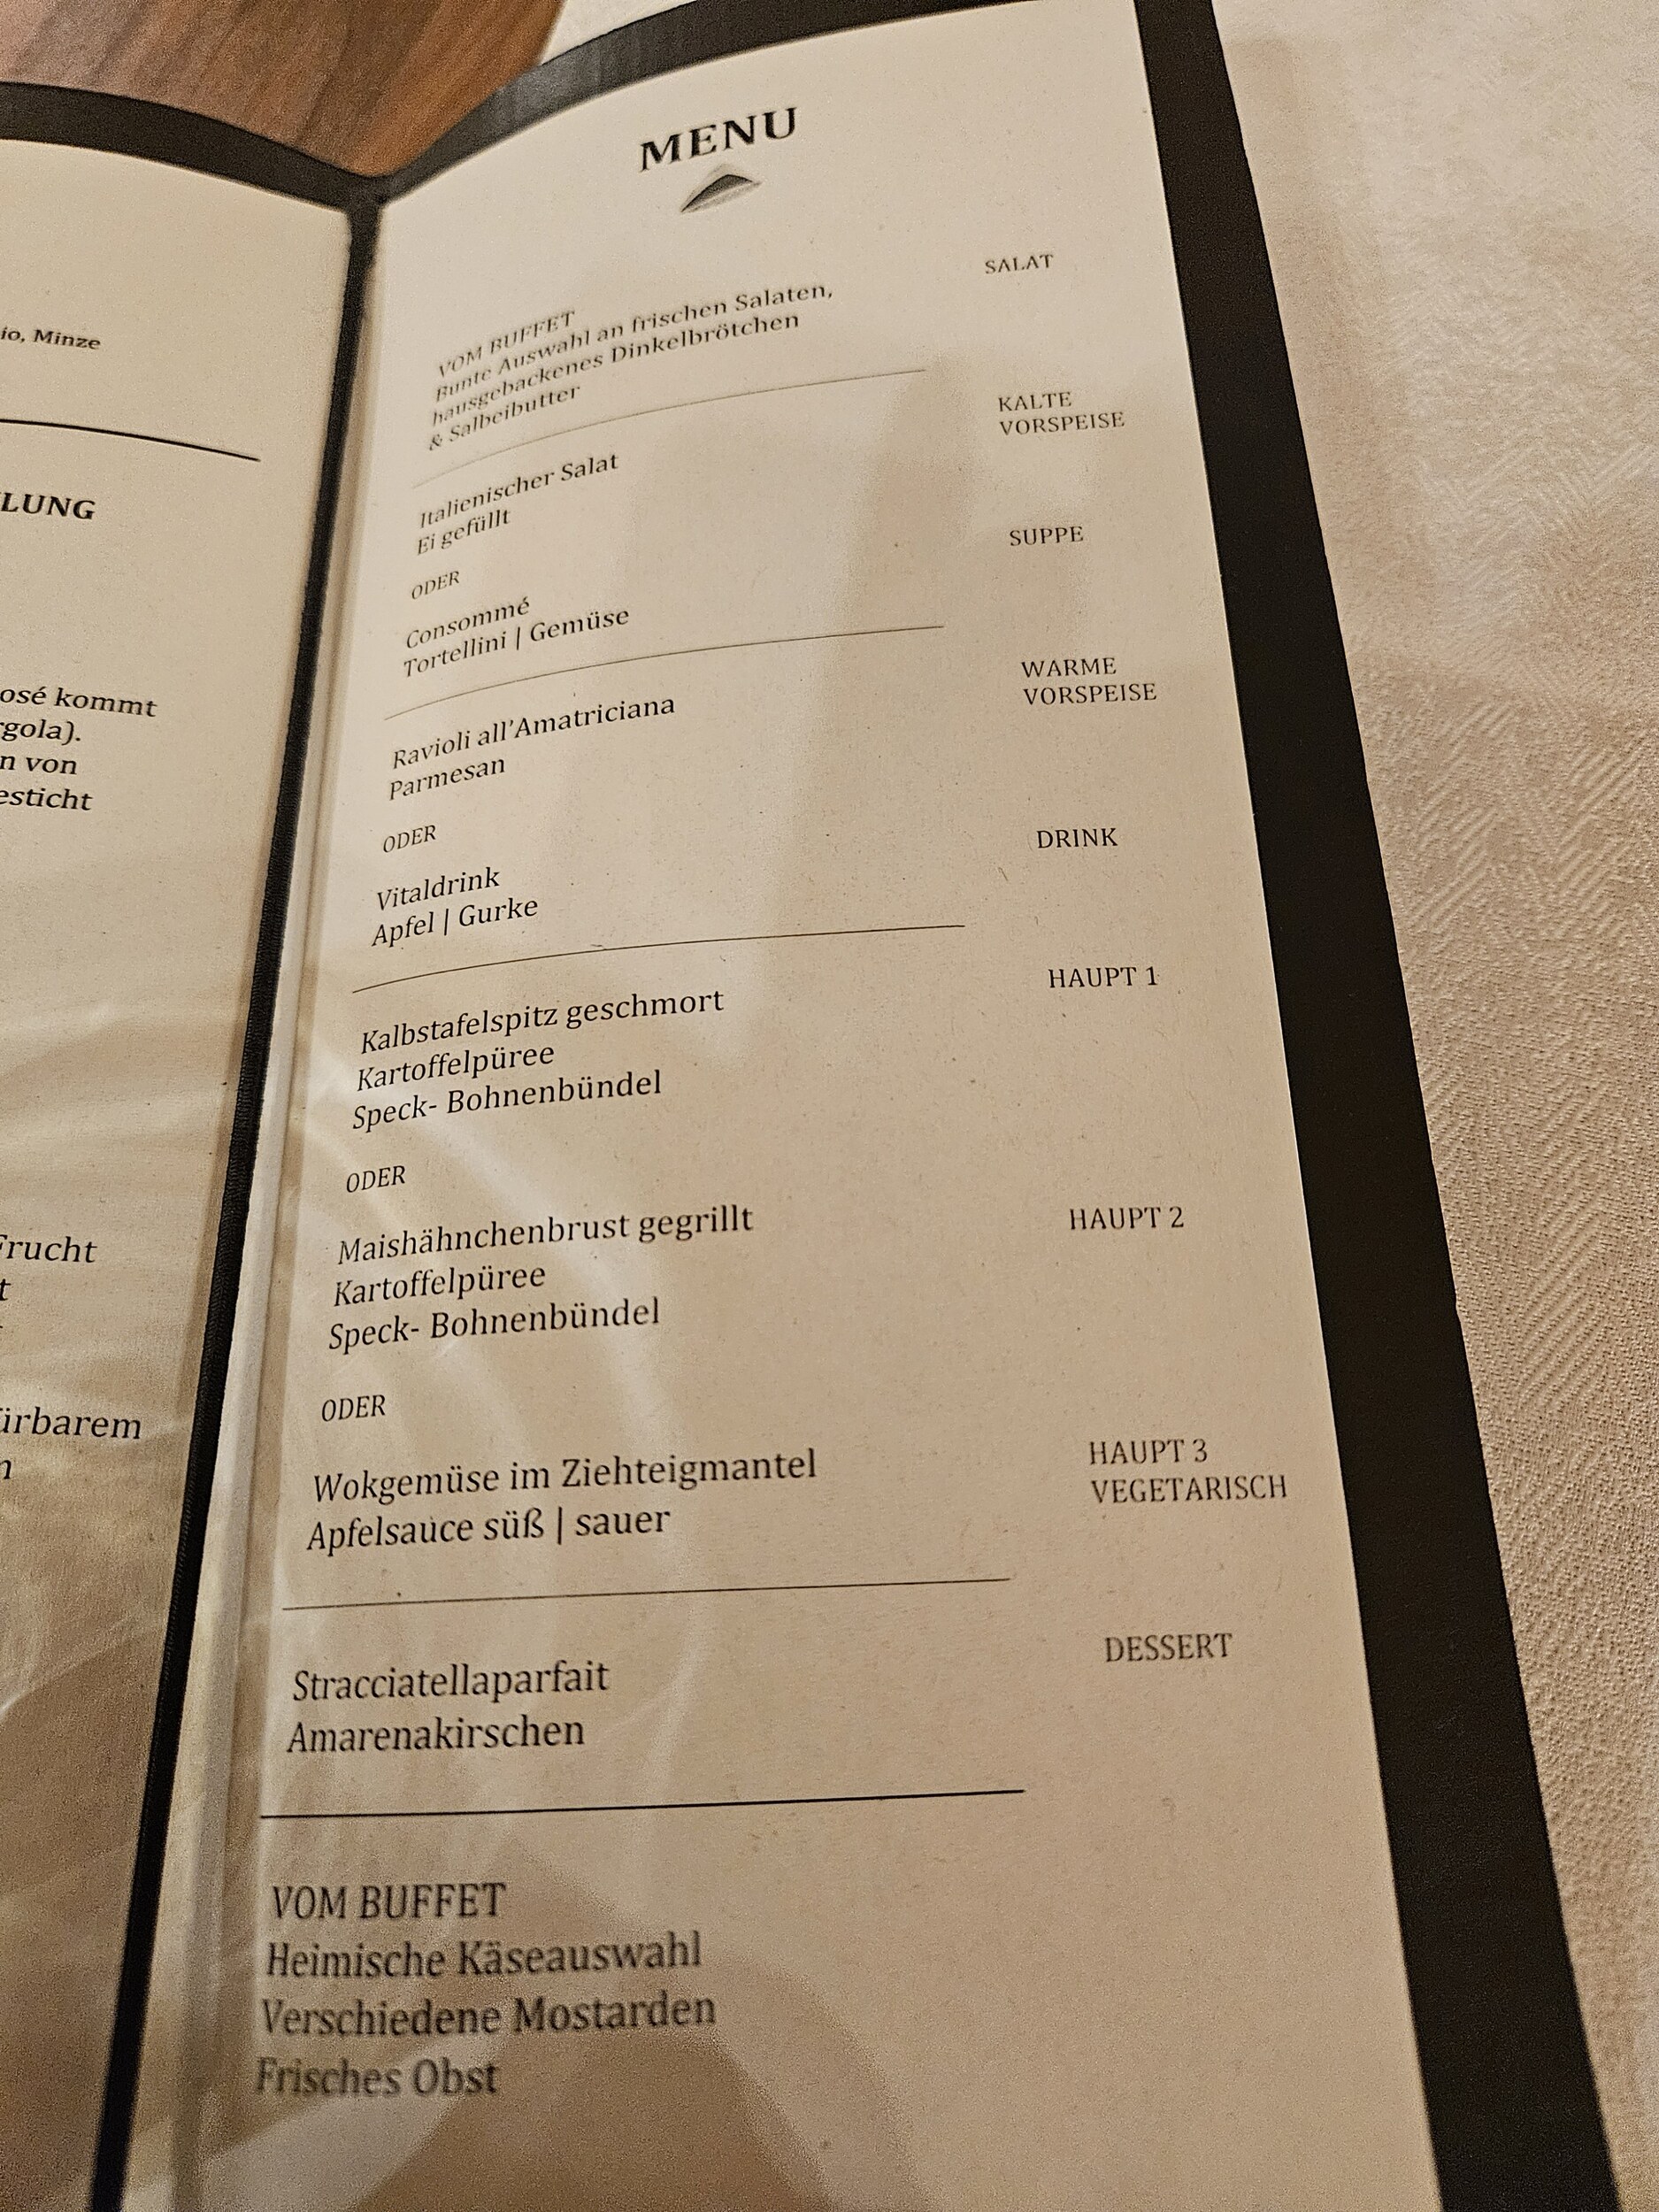 io, Minze
LUNG
osé kommt
rgola).
n von
esticht
Frucht
t
ürbarem
n
MENU
SALAT
VOM BUFFET
Bunte Auswahl an frischen Salaten,
hausgebackenes Dinkelbrötchen
& Salbeibutter
KALTE
VORSPEISE
Italienischer Salat
Ei gefüllt
ODER
SUPPE
Consommé
Tortellini | Gemüse
WARME
VORSPEISE
Ravioli all'Amatriciana
Parmesan
ODER
DRINK
Vitaldrink
Apfel | Gurke
HAUPT 1
Kalbstafelspitz geschmort
Kartoffelpüree
Speck- Bohnenbündel
ODER
HAUPT 2
Maishähnchenbrust gegrillt
Kartoffelpüree
Speck- Bohnenbündel
ODER
HAUPT 3
VEGETARISCH
Wokgemüse im Ziehteigmantel
Apfelsauce süß | sauer
DESSERT
Stracciatellaparfait
Amarenakirschen
VOM BUFFET
Heimische Käseauswahl
Verschiedene Mostarden
Frisches Obst